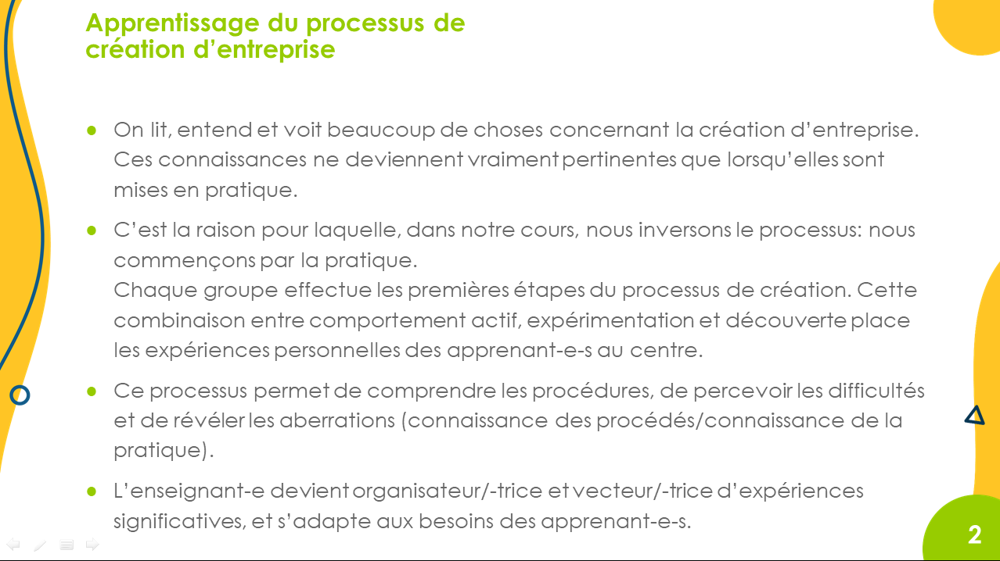 Apprentissage du processus de
création d’entreprise
● On lit, entend et voit beaucoup de choses concernant la création d’entreprise.
Ces connaissances ne deviennent vraiment pertinentes que lorsqu’elles sont
mises en pratique.
● C’est la raison pour laquelle, dans notre cours, nous inversons le processus: nous
commençons par la pratique.
Chaque groupe effectue les premières étapes du processus de création. Cette
combinaison entre comportement actif, expérimentation et découverte place
les expériences personnelles des apprenant-e-s au centre.
● Ce processus permet de comprendre les procédures, de percevoir les difficultés
et de révéler les aberrations (connaissance des procédés/connaissance de la
pratique).
● L’enseignant-e devient organisateur/-trice et vecteur/-trice d’expériences
significatives, et s’adapte aux besoins des apprenant-e-s.
2